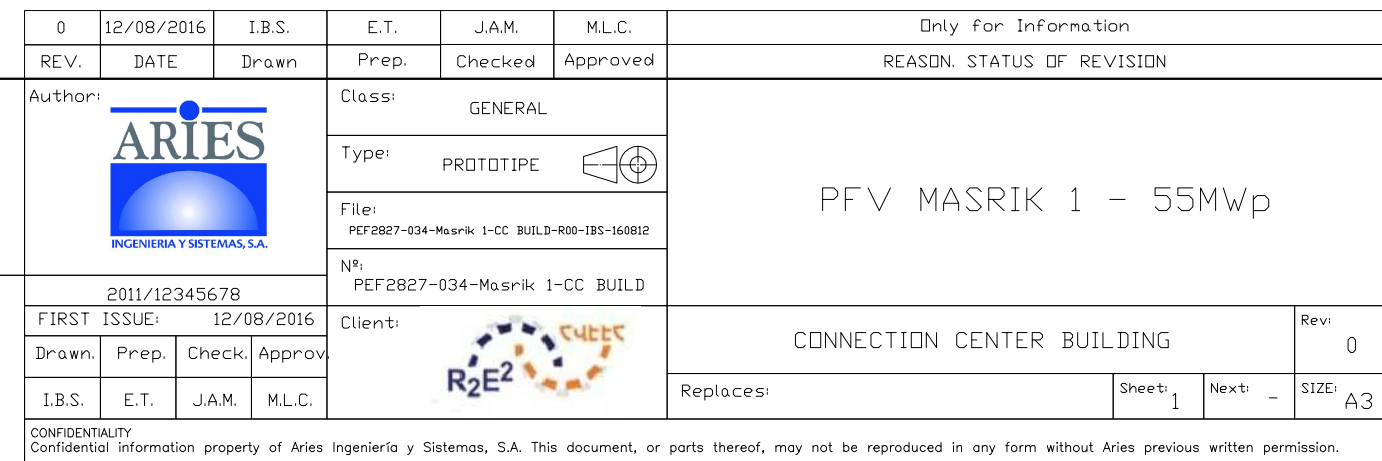 0 12/08/2016 I.B.S. E.T. J.A.M. M.L.C. Only for Information
REV. DATE Drawn Prep. Checked Approved REASON. STATUS OF REVISION
Author:
ARIES
INGENIERIA Y SISTEMAS, S.A.
2011/12345678
Class:
GENERAL
Type:
PROTOTIPE
File:
PEF2827-034-Masrik 1-CC BUILD-R00-IBS-160812
Nº:
PEF2827-034-Masrik 1-CC BUILD
PFV MASRIK 1 - 55MWp
FIRST ISSUE: 12/08/2016
Drawn. Prep. Check. Approv
I.B.S. E.T. J.A.M. M.L.C.
Client:
R2E2
CONNECTION CENTER BUILDING
Rev:
0
Replaces:
Sheet: 1
Next: -
SIZE: A3
CONFIDENTIALITY
Confidential information property of Aries Ingeniería y Sistemas, S.A. This document, or parts thereof, may not be reproduced in any form without Aries previous written permission.